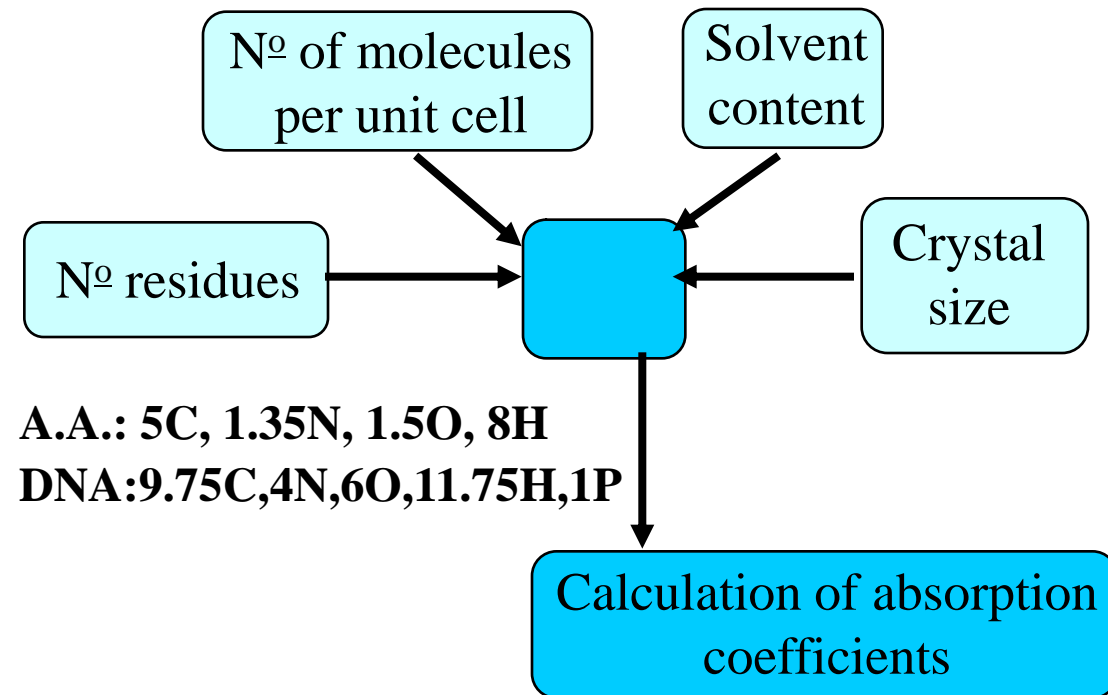 Nº of molecules
per unit cell
Solvent
content
Nº residues
Crystal
size
A.A.: 5C, 1.35N, 1.5O, 8H
DNA:9.75C,4N,6O,11.75H,1P
Calculation of absorption
coefficients